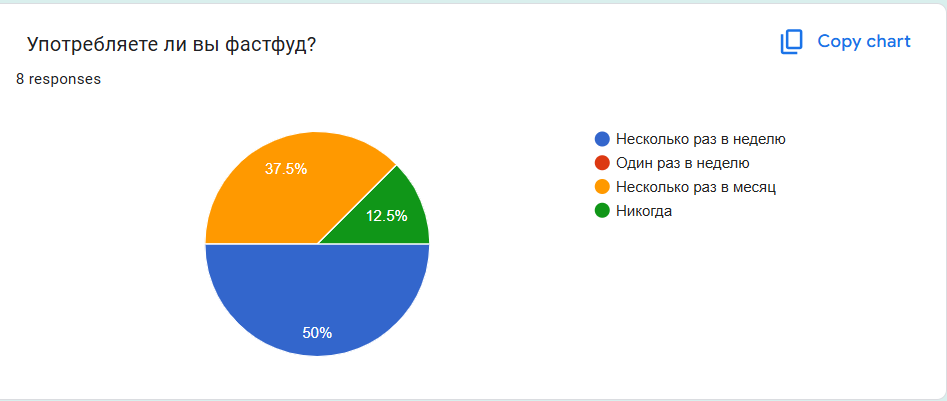 Употребляете ли вы фастфуд?
Copy chart
8 responses
37.5%
12.5%
50%
Несколько раз в неделю
Один раз в неделю
Несколько раз в месяц
Никогда